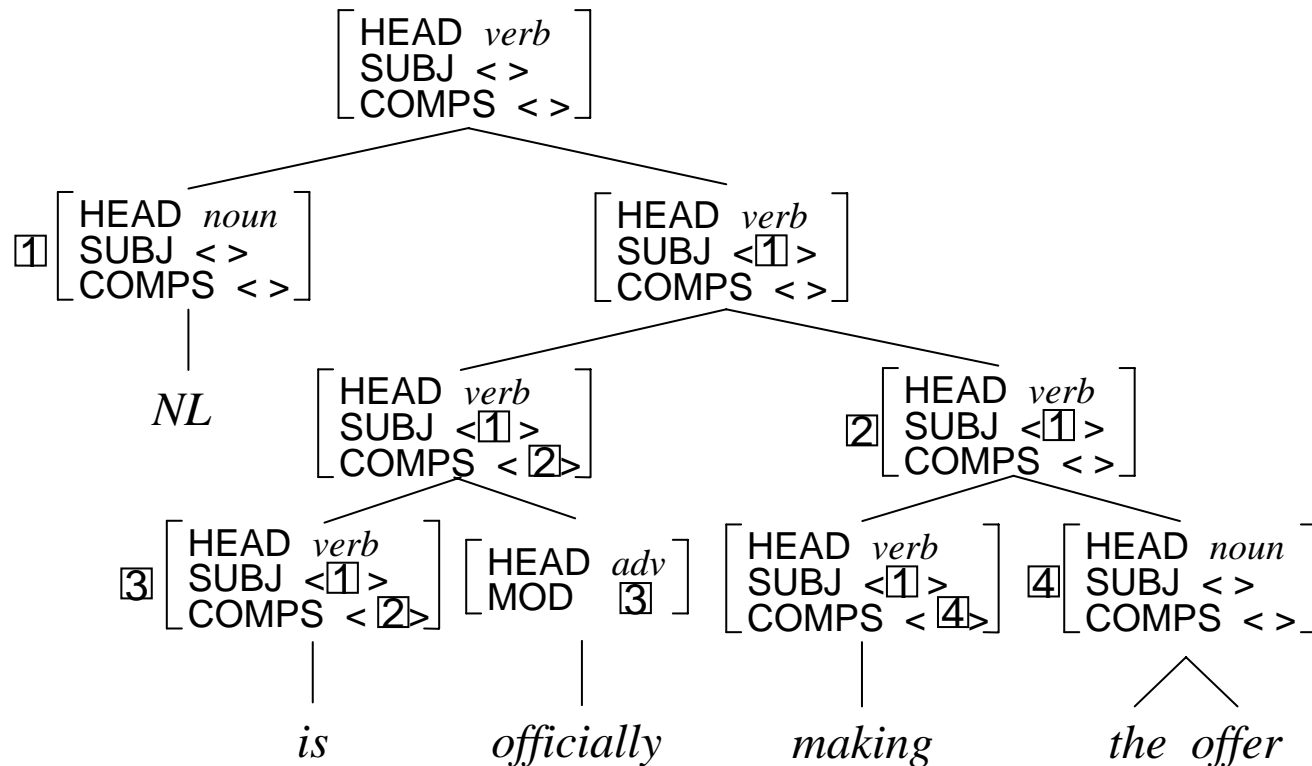 HEAD verb
SUBJ < >
COMPS < >
1 HEAD noun
SUBJ < >
COMPS < >
HEAD verb
SUBJ < 1 >
COMPS < >
NL
HEAD verb
SUBJ < 1 >
COMPS < 2 >
2 HEAD verb
SUBJ < 1 >
COMPS < >
3 HEAD verb
SUBJ < 1 >
COMPS < 2 >
HEAD adv
MOD 3
HEAD verb
SUBJ < 1 >
COMPS < 4 >
4 HEAD noun
SUBJ < >
COMPS < >
is officially making the offer